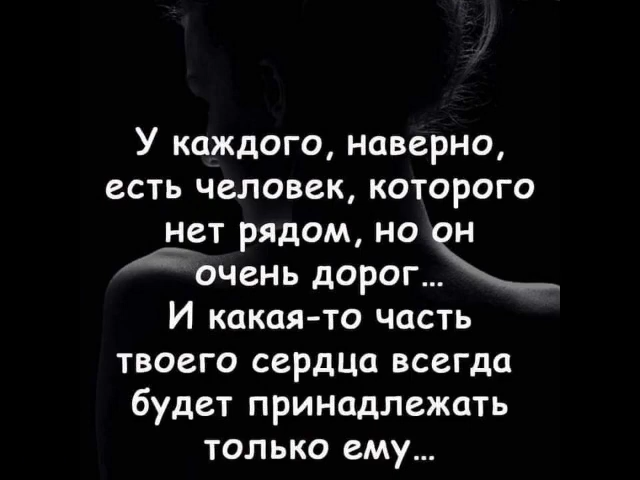 У каждого, наверно,
есть человек, которого
нет рядом, но он
очень дорог...
И какая-то часть
твоего сердца всегда
будет принадлежать
только ему...